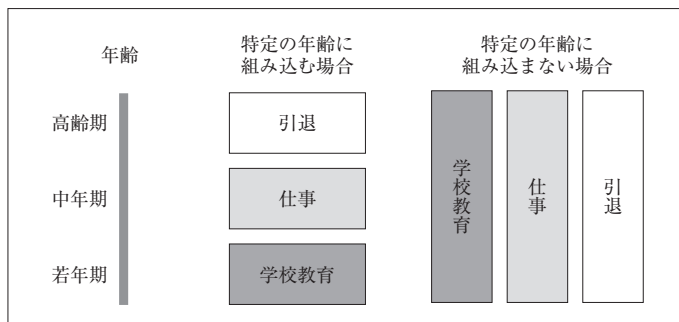 年齢
特定の年齢に
組み込む場合
特定の年齢に
組み込まない場合
高齢期
中年期
若年期
引退
仕事
学校教育
学校教育
仕事
引退